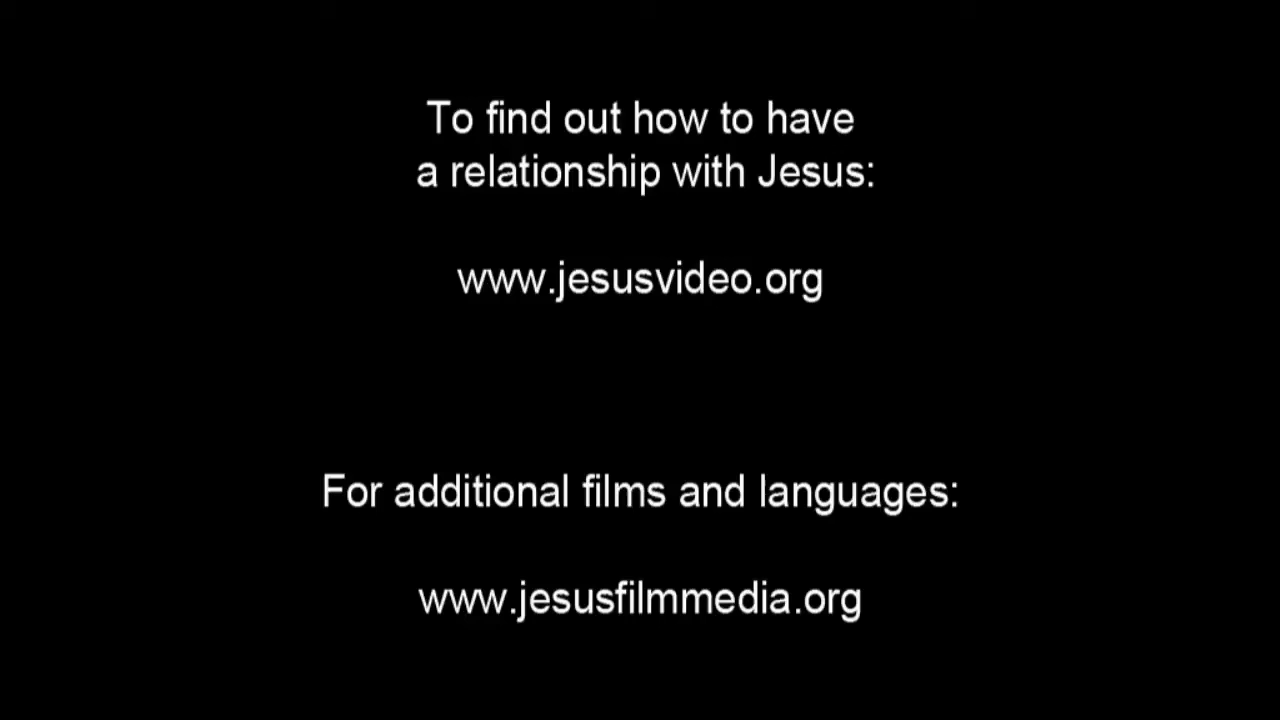 To find out how to have
a relationship with Jesus:
www.jesusvideo.org
For additional films and languages:
www.jesusfilmmedia.org